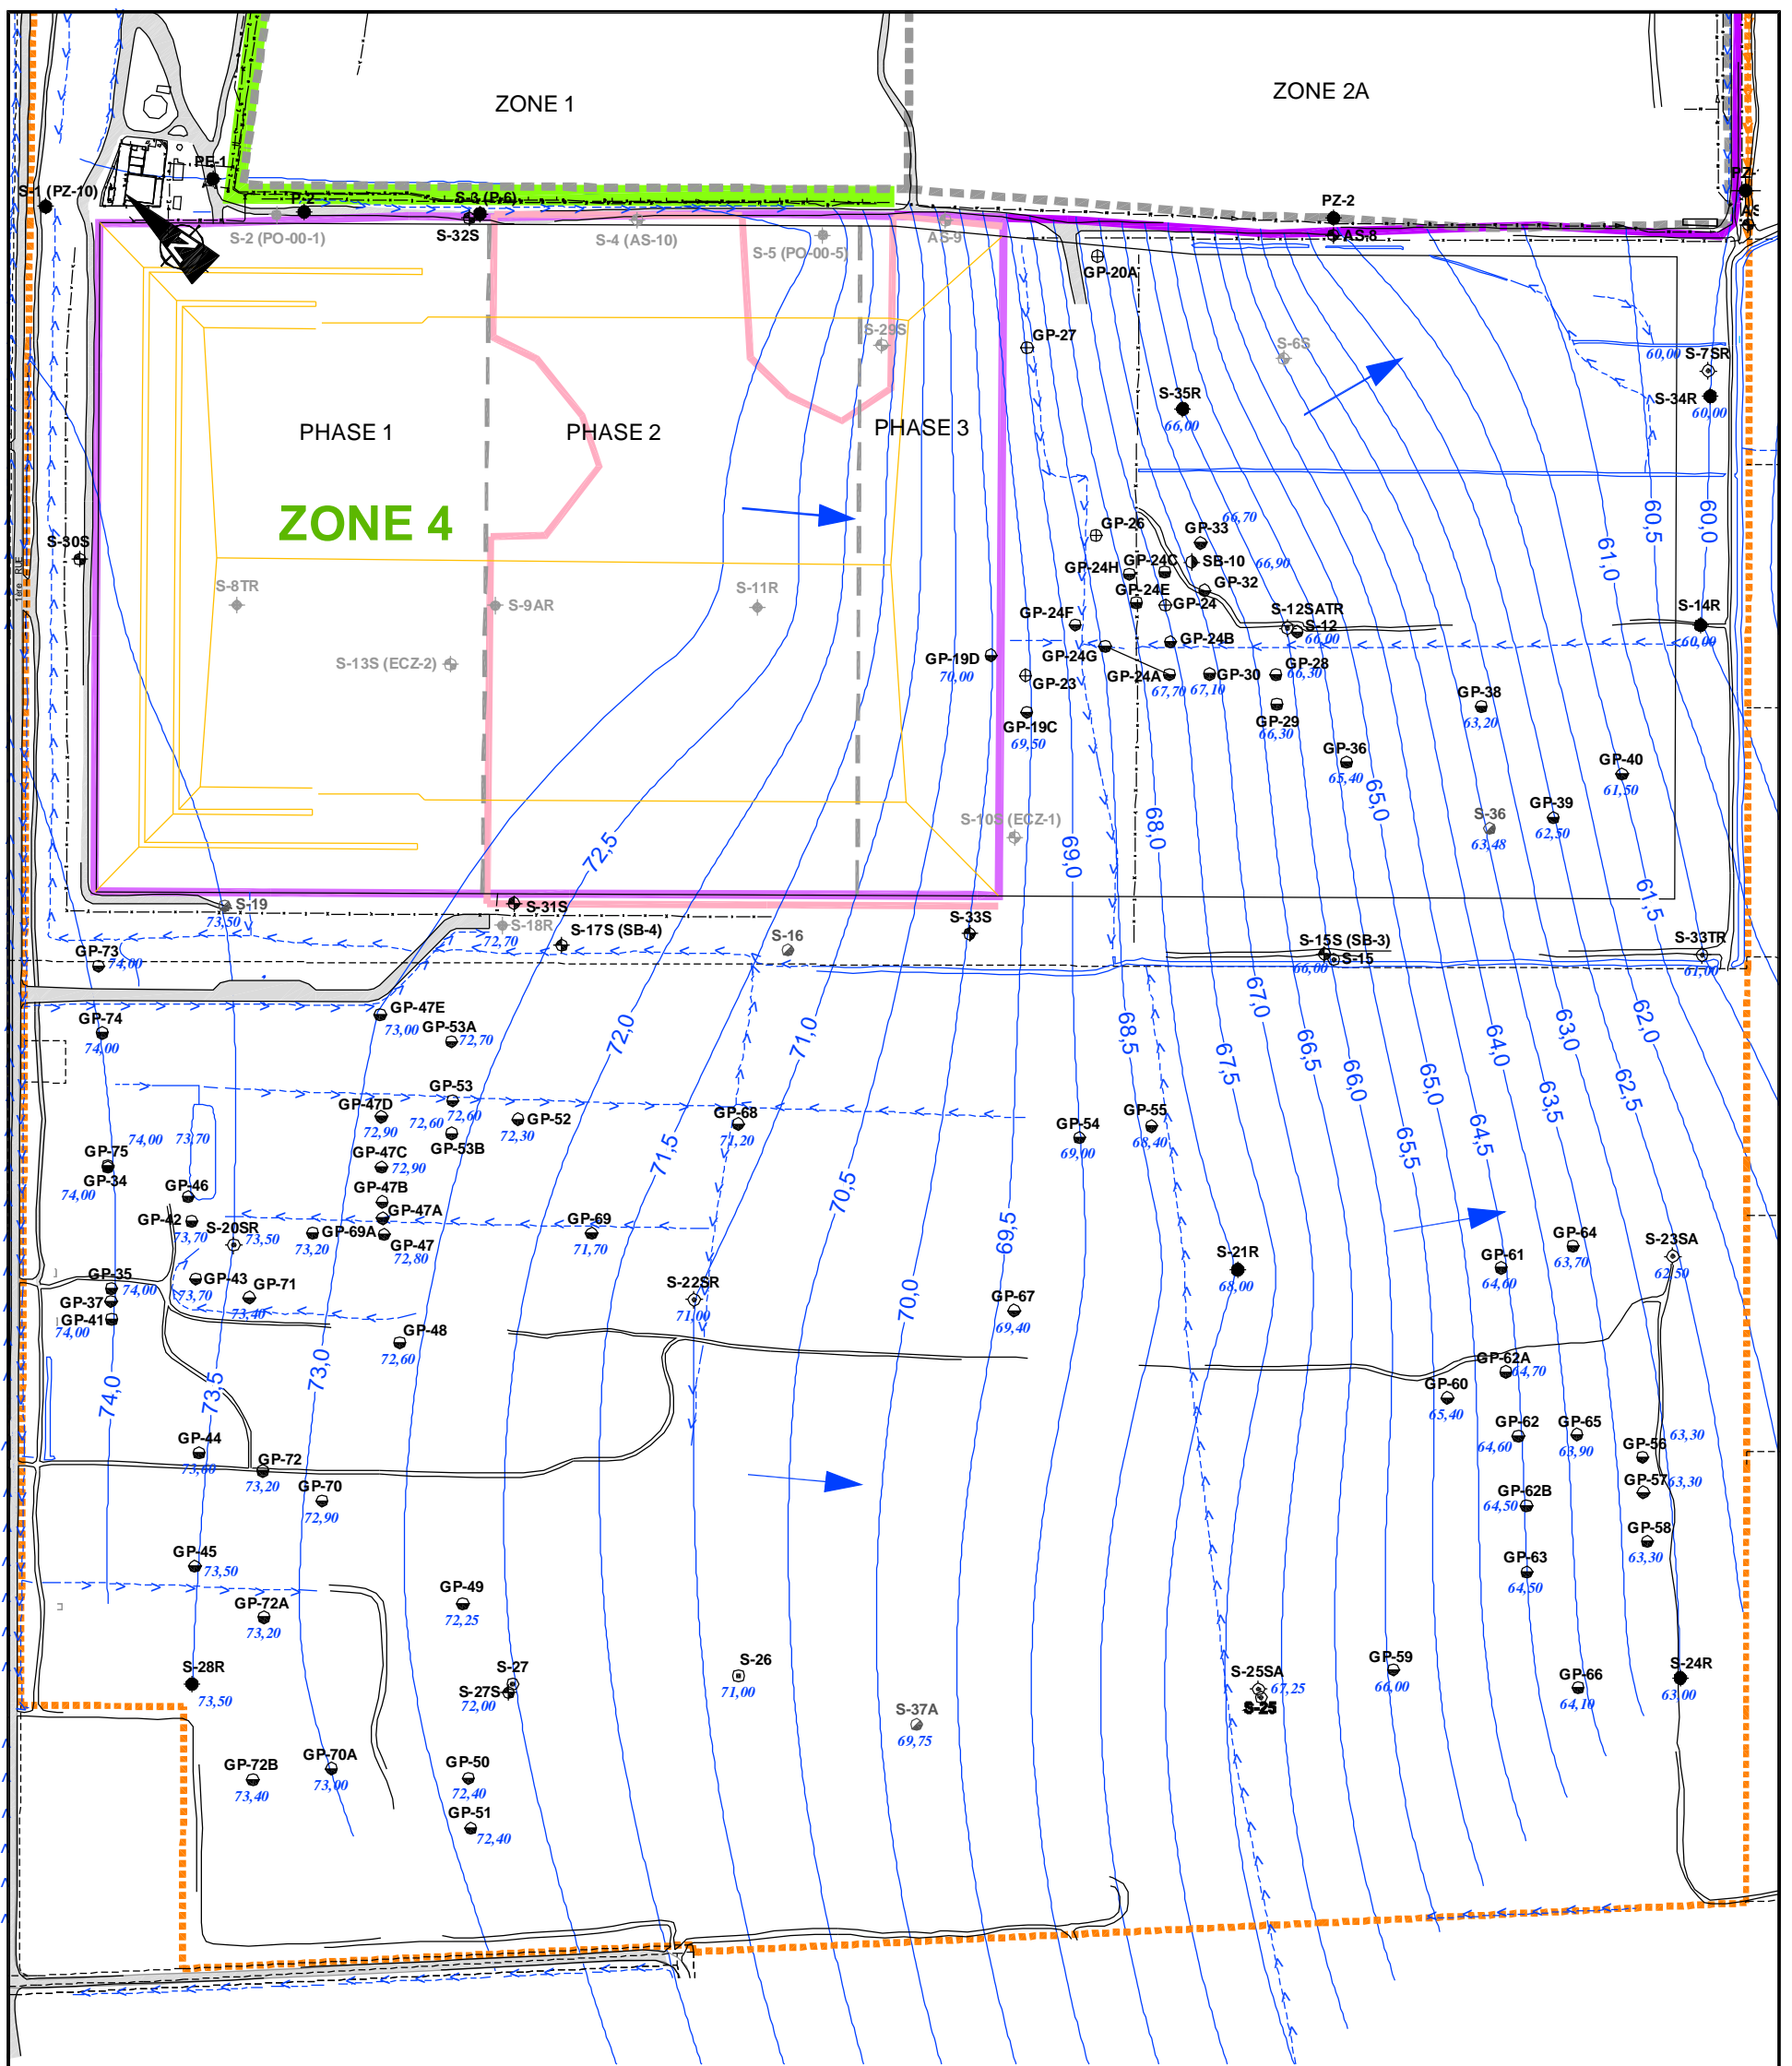 ZONE 1
ZONE 2A
PE-1
S-1 (PZ-10)
P-2
S-3 (P-6)
PZ-2
S-2 (PO-00-1)
S-32S
S-4 (AS-10)
AS-9
AS-8
S-5 (PO-00-5)
GP-20A
N
S-29S
GP-27
S-6S
60,00
S-7SR
S-35R
66,00
S-34R
60,00
PHASE 1
PHASE 2
PHASE 3
ZONE 4
66,70
60,5
60,0
S-30S
1ère RUE
GP-26
GP-33
61,0
GP-24H
GP-24C
SB-10
66,90
S-8TR
S-9AR
S-11R
GP-24E
GP-32
GP-24F
GP-24
S-12SATR
S-12
66,00
S-14R
60,00
S-13S (ECZ-2)
GP-19D
70,00
GP-24G
GP-24B
GP-23
GP-24A
67,70
GP-30
67,10
GP-28
66,30
GP-19C
69,50
GP-29
66,30
GP-38
63,20
GP-36
65,40
GP-40
61,50
65,0
S-10S (ECZ-1)
S-36
63,48
GP-39
62,50
72,5
69,0
68,0
61,5
S-19
73,50
S-31S
S-18R
72,70
S-17S (SB-4)
S-33S
S-16
S-15S (SB-3)
S-15
66,00
S-33TR
61,00
GP-73
74,00
GP-74
74,00
GP-47E
73,00
GP-53A
72,70
72,0
71,0
68,5
67,0
67,5
66,5
66,0
65,0
64,0
63,0
62,0
GP-53
72,60
72,60
GP-47D
72,90
GP-52
72,30
GP-68
71,20
GP-54
69,00
GP-55
68,40
65,5
64,5
63,5
62,5
74,00
73,70
GP-53B
GP-75
GP-34
74,00
GP-47C
72,90
71,5
70,5
69,5
GP-46
GP-47B
GP-42
73,70
GP-47A
S-20SR
73,50
GP-69A
73,20
GP-47
72,80
GP-69
71,70
S-21R
68,00
GP-61
64,60
GP-64
63,70
S-23SA
62,50
GP-35
74,00
GP-43
73,70
GP-71
73,40
S-22SR
71,00
70,0
GP-67
69,40
GP-37
GP-41
74,00
GP-48
72,60
74,0
73,5
73,0
GP-62A
64,70
GP-60
65,40
GP-44
73,60
GP-72
73,20
GP-62
64,60
GP-65
63,90
GP-56
63,30
GP-70
72,90
GP-62B
64,50
GP-57
63,30
GP-58
63,30
GP-45
73,50
GP-63
64,50
GP-72A
73,20
GP-49
72,25
S-28R
73,50
S-27
S-27S
72,00
S-26
71,00
S-25SA
67,25
S-25
GP-59
66,00
GP-66
64,10
S-24R
63,00
S-37A
69,75
GP-72B
73,40
GP-70A
73,00
GP-50
72,40
GP-51
72,40